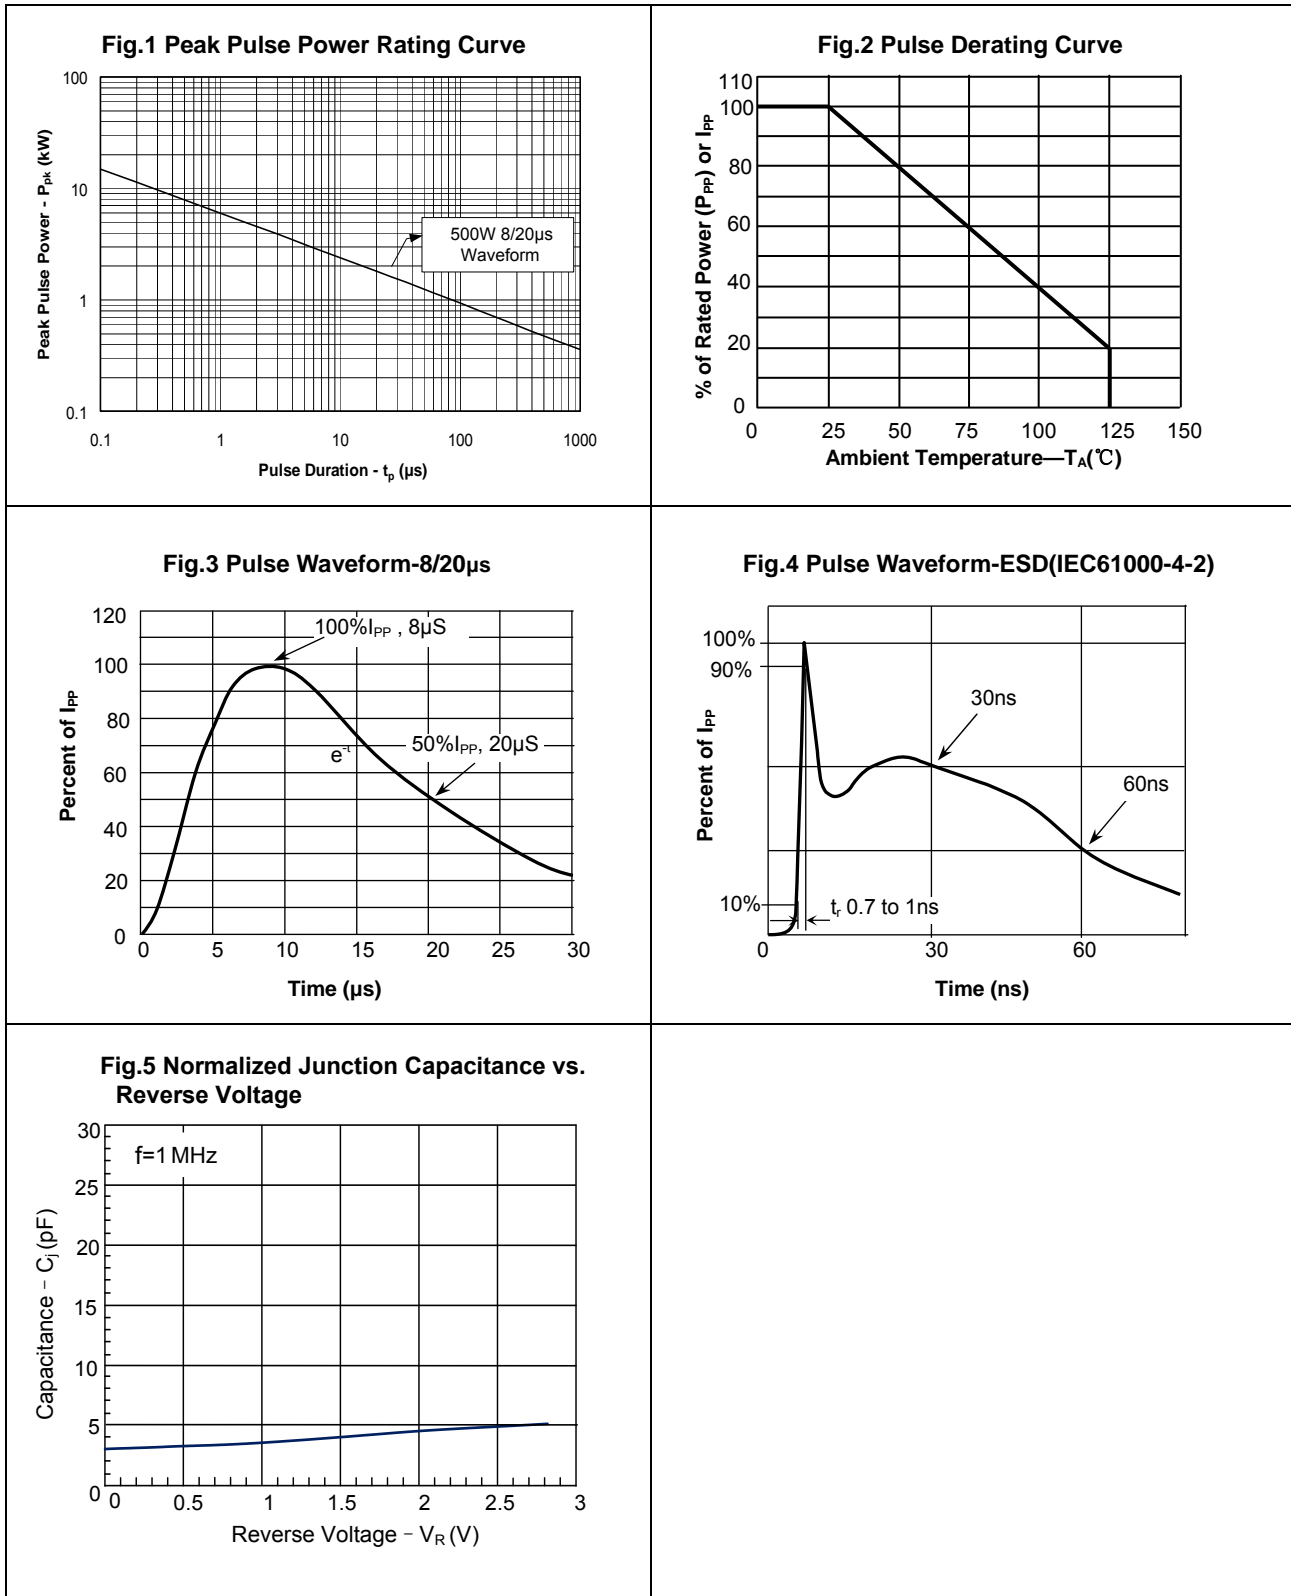 Fig.1 Peak Pulse Power Rating Curve
Peak Pulse Power - Ppk (kW)
100
10
1
0.1
500W 8/20µs
Waveform
0.1 1 10 100 1000
Pulse Duration - tp (µs)
Fig.2 Pulse Derating Curve
% of Rated Power (PPP) or IPP
110
100
80
60
40
20
0
0 25 50 75 100 125 150
Ambient Temperature—TA(℃)
Fig.3 Pulse Waveform-8/20µs
Percent of IPP
120
100
80
60
40
20
0
100%IPP , 8µS
e-t
50%IPP, 20µS
0 5 10 15 20 25 30
Time (µs)
Fig.4 Pulse Waveform-ESD(IEC61000-4-2)
Percent of IPP
100%
90%
10%
30ns
60ns
tr 0.7 to 1ns
0 30 60
Time (ns)
Fig.5 Normalized Junction Capacitance vs.
Reverse Voltage
Capacitance - Cj (pF)
30
25
20
15
10
5
0
f=1 MHz
0 0.5 1 1.5 2 2.5 3
Reverse Voltage - VR (V)